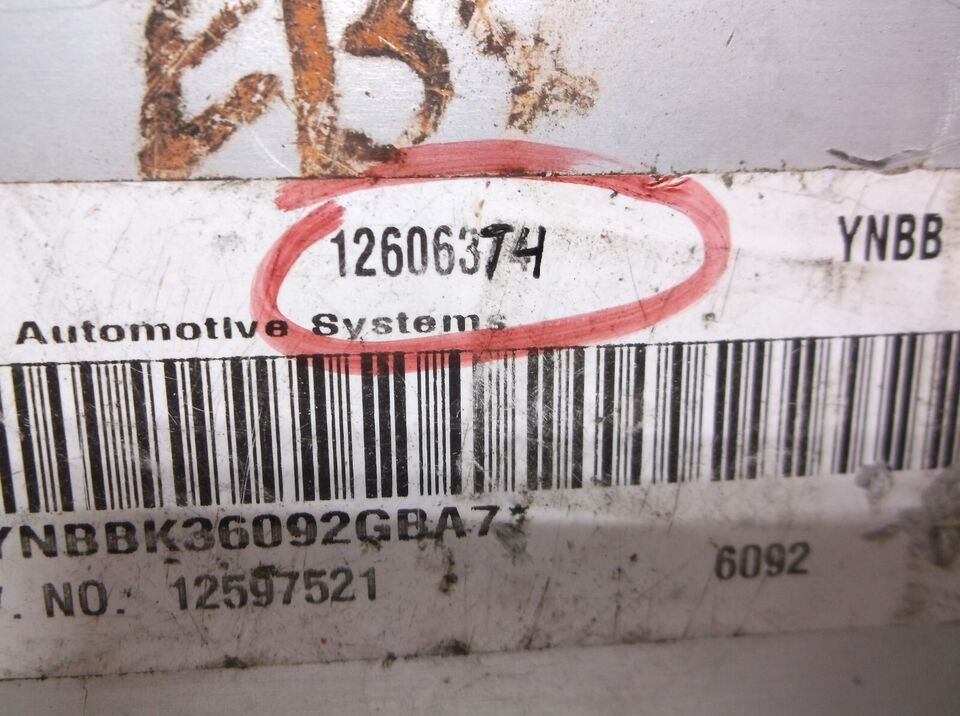 12606374 YNBB
Automotive Systems
YNBBK36092GBA7*
. NO. 12597521 6092